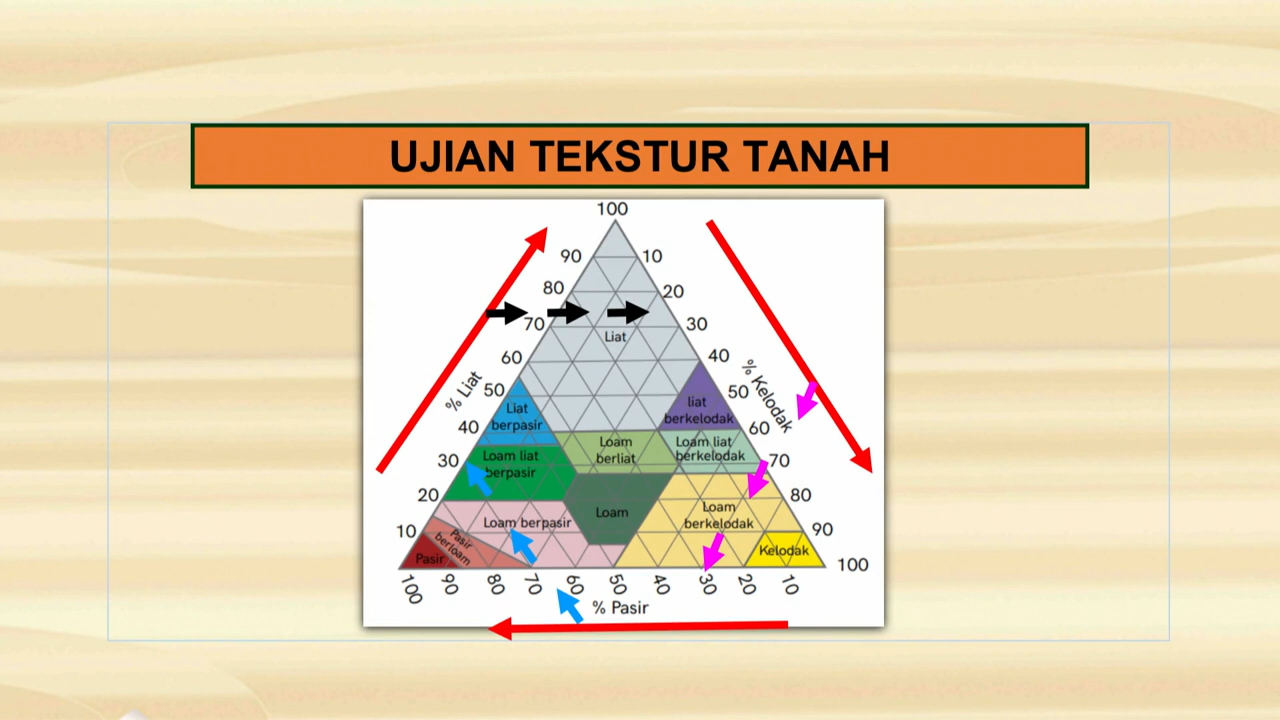 UJIAN TEKSTUR TANAH
100
90 10
80 20
70 30
Liat
60 40
% Liat
% Kelodak
50 50
Liat
berpasir
liat
berkelodak
40 60
Loam
berliat
Loam liat
berkelodak
30 70
Loam liat
berpasir
20 80
Loam
Loam
berkelodak
Loam berpasir
10 90
Pasir
berloam
Pasir
Kelodak
100
100 90 80 70 60 50 40 30 20 10
% Pasir